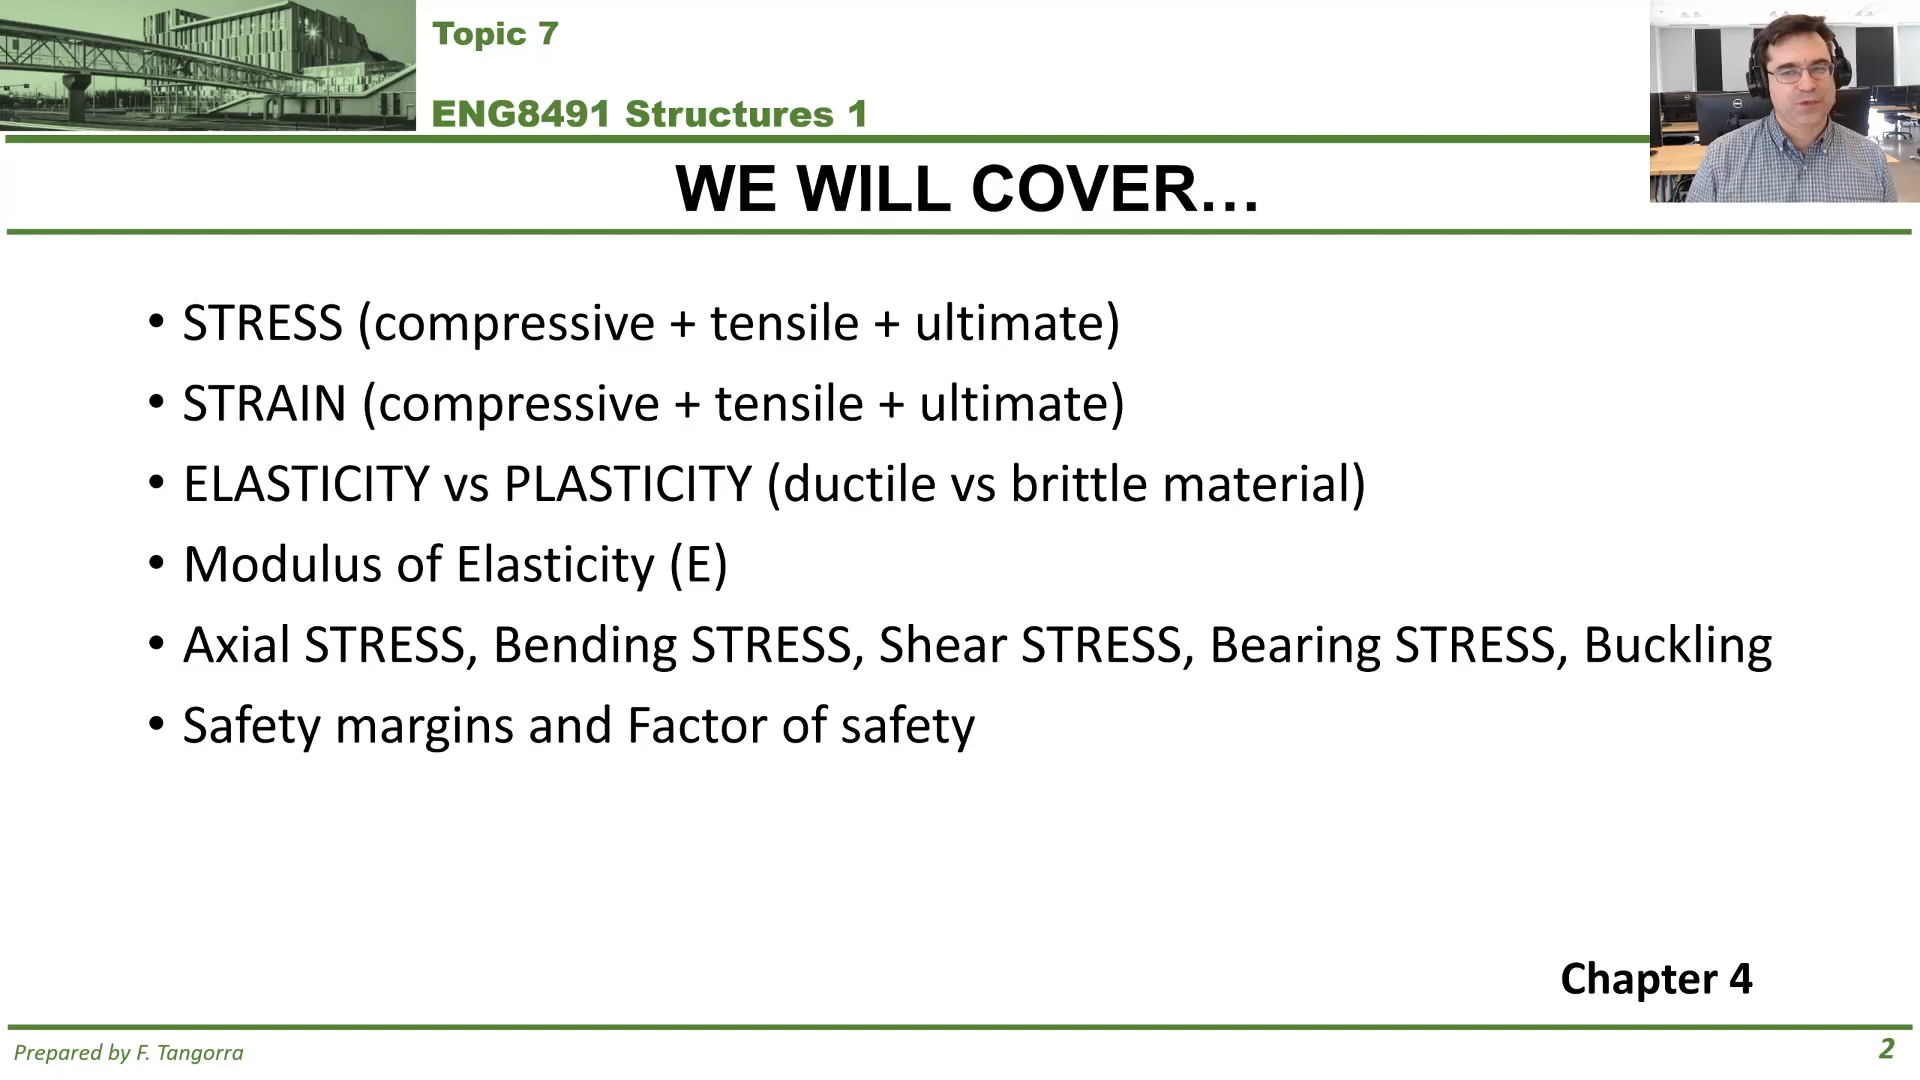 Topic 7
ENG8491 Structures 1
WE WILL COVER...
• STRESS (compressive + tensile + ultimate)
• STRAIN (compressive + tensile + ultimate)
• ELASTICITY vs PLASTICITY (ductile vs brittle material)
• Modulus of Elasticity (E)
• Axial STRESS, Bending STRESS, Shear STRESS, Bearing STRESS, Buckling
• Safety margins and Factor of safety
Chapter 4
Prepared by F. Tangorra
2